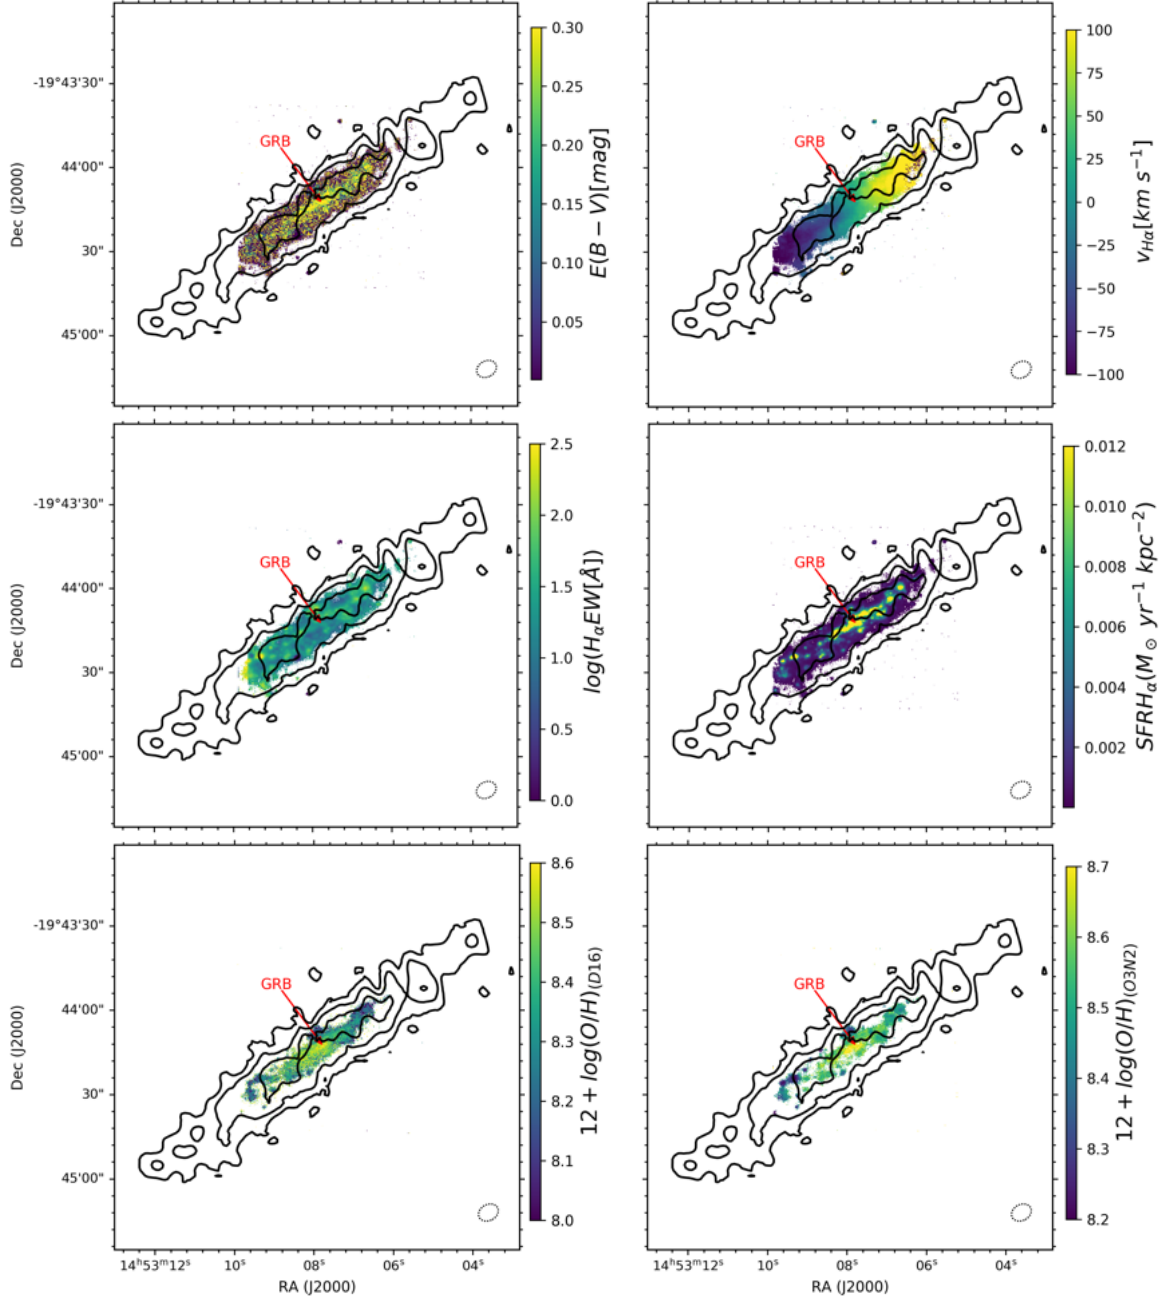 GRB
-19°43'30"
44'00"
30"
45'00"
Dec (J2000)
0.30
0.25
0.20
0.15
0.10
0.05
E(B − V)[mag]
GRB
100
75
50
25
0
−25
−50
−75
−100
v_{Hα}[km s^{−1}]
GRB
-19°43'30"
44'00"
30"
45'00"
Dec (J2000)
2.5
2.0
1.5
1.0
0.5
0.0
log(H_αEW[Å])
GRB
0.012
0.010
0.008
0.006
0.004
0.002
SFRH_α(M_⊙ yr^{−1} kpc^{−2})
GRB
-19°43'30"
44'00"
30"
45'00"
Dec (J2000)
14ʰ53ᵐ12ˢ 10ˢ 08ˢ 06ˢ 04ˢ
RA (J2000)
8.6
8.5
8.4
8.3
8.2
8.1
8.0
12 + log(O/H)_{(D16)}
GRB
14ʰ53ᵐ12ˢ 10ˢ 08ˢ 06ˢ 04ˢ
RA (J2000)
8.7
8.6
8.5
8.4
8.3
8.2
12 + log(O/H)_{(O3N2)}